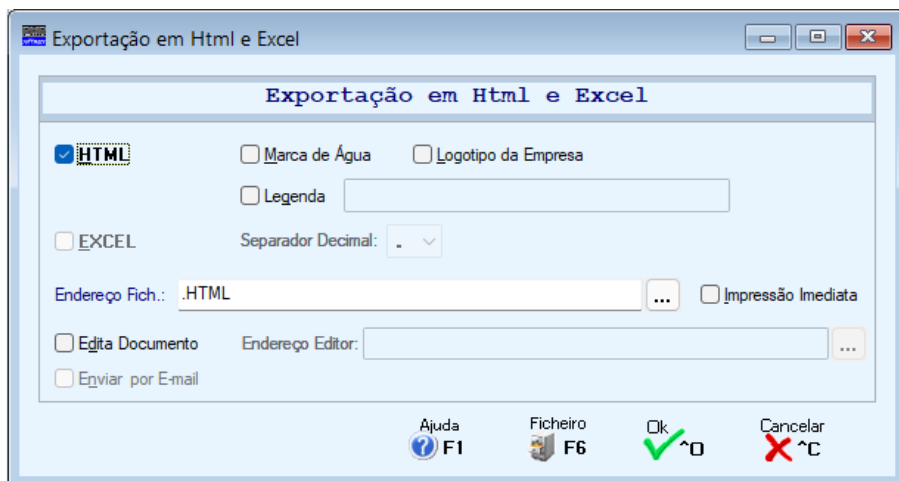 Exportação em Html e Excel
Exportação em Html e Excel
HTML Marca de Água Logotipo da Empresa
Legenda
EXCEL Separador Decimal: .
Endereço Fich.: .HTML ... Impressão Imediata
Edita Documento Endereço Editor: ...
Enviar por E-mail
Ajuda Ficheiro Ok Cancelar
F1 F6 ^O ^C